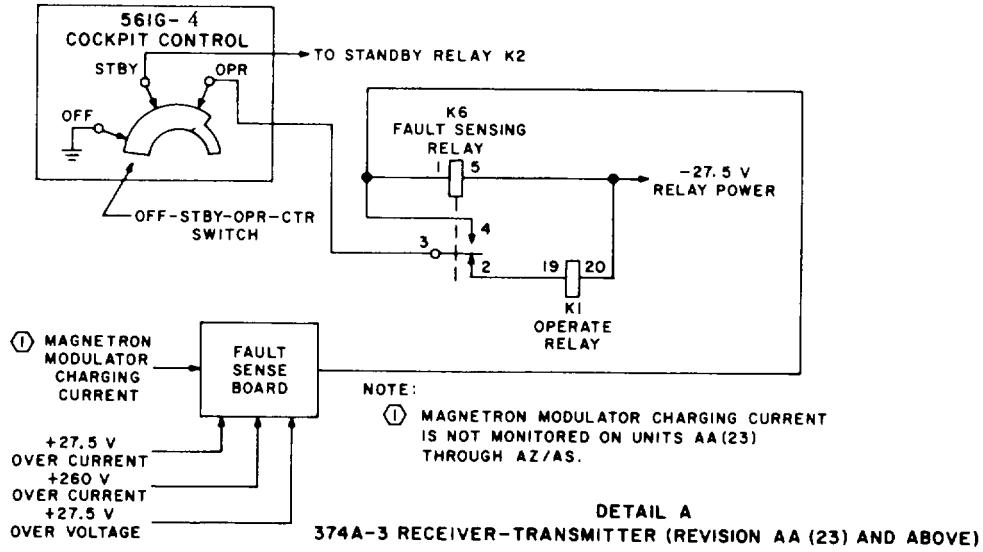 561G-4
COCKPIT CONTROL
STBY
OPR
TO STANDBY RELAY K2
OFF
OFF-STBY-OPR-CTR
SWITCH
K6
FAULT SENSING
RELAY
1 5
-27.5 V
RELAY POWER
4
3
2
19 20
K1
OPERATE
RELAY
1 MAGNETRON
MODULATOR
CHARGING
CURRENT
FAULT
SENSE
BOARD
+27.5 V
OVER CURRENT
+260 V
OVER CURRENT
+27.5 V
OVER VOLTAGE
NOTE:
1 MAGNETRON MODULATOR CHARGING CURRENT
IS NOT MONITORED ON UNITS AA(23)
THROUGH AZ/AS.
DETAIL A
374A-3 RECEIVER-TRANSMITTER (REVISION AA (23) AND ABOVE)